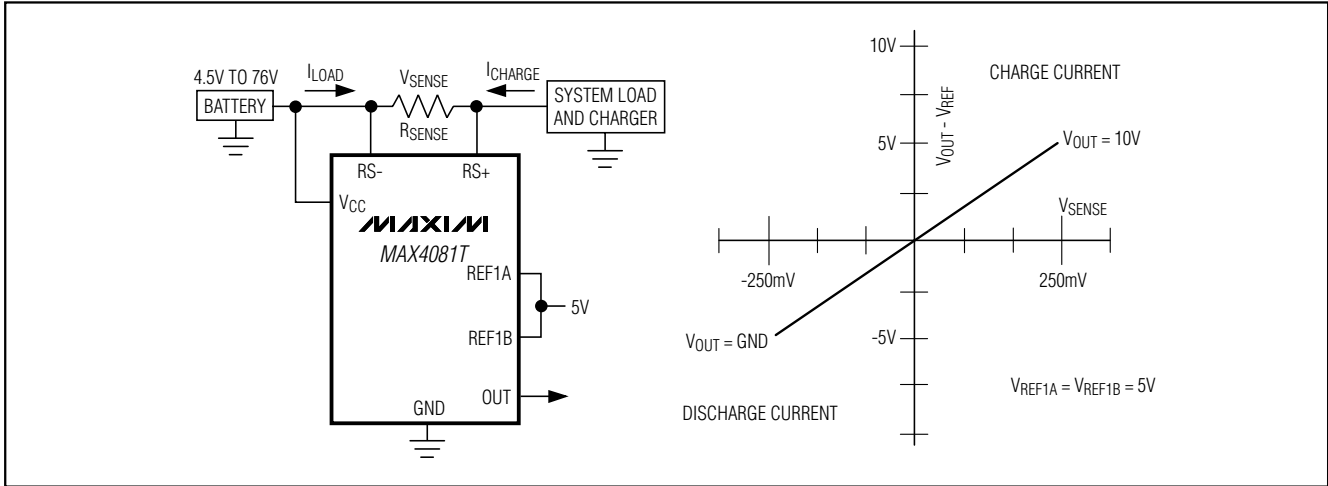 4.5V TO 76V
BATTERY
ILOAD
VSENSE
RSENSE
ICHARGE
SYSTEM LOAD
AND CHARGER
RS-
RS+
VCC
MAXIM
MAX4081T
REF1A
5V
REF1B
OUT
GND
10V
CHARGE CURRENT
VOUT - VREF
5V
VOUT = 10V
VSENSE
-250mV
250mV
VOUT = GND
-5V
VREF1A = VREF1B = 5V
DISCHARGE CURRENT